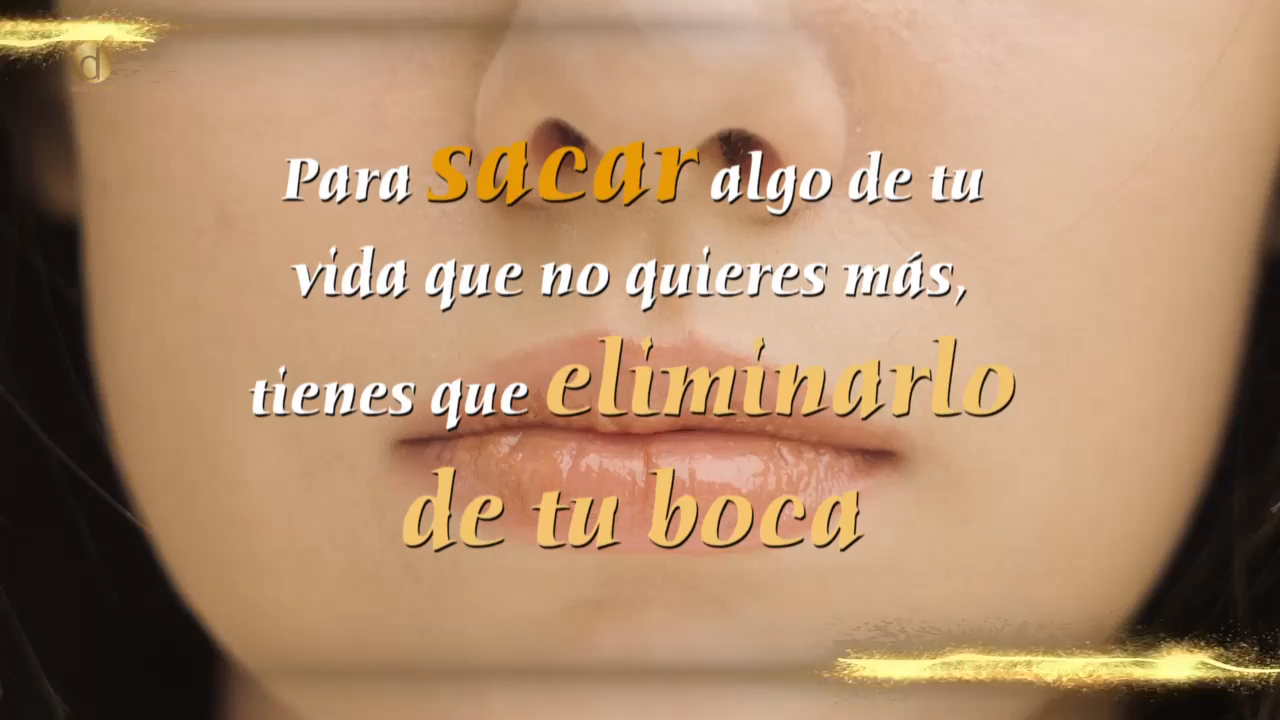 d
Para sacar algo de tu
vida que no quieres más,
tienes que eliminarlo
de tu boca